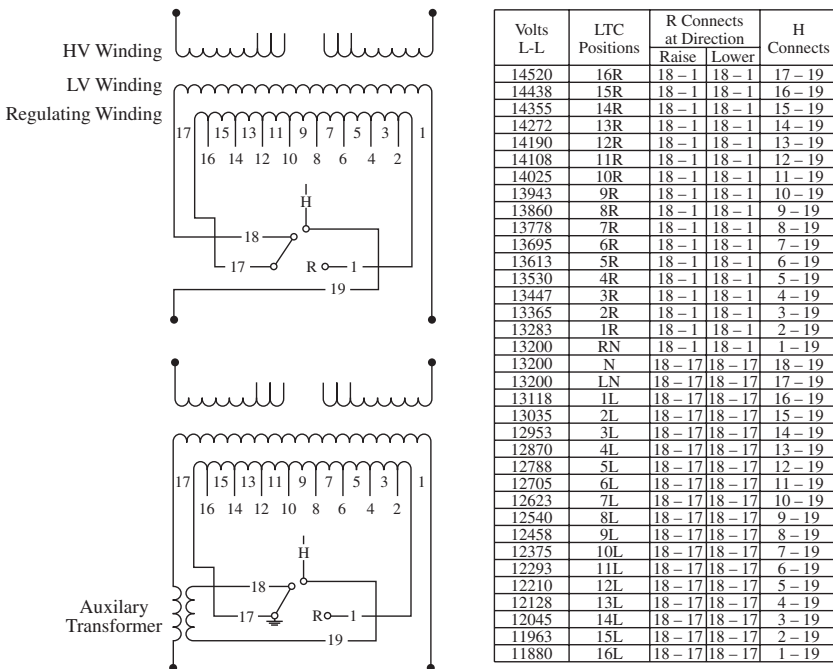 HV Winding
LV Winding
Regulating Winding
17 15 13 11 9 7 5 3 1
16 14 12 10 8 6 4 2
H
18
17 R 1
19
17 15 13 11 9 7 5 3 1
16 14 12 10 8 6 4 2
H
18
17 R 1
19
Auxilary
Transformer
Volts L-L LTC Positions R Connects at Direction H Connects
Raise Lower
14520 16R 18 – 1 18 – 1 17 – 19
14438 15R 18 – 1 18 – 1 16 – 19
14355 14R 18 – 1 18 – 1 15 – 19
14272 13R 18 – 1 18 – 1 14 – 19
14190 12R 18 – 1 18 – 1 13 – 19
14108 11R 18 – 1 18 – 1 12 – 19
14025 10R 18 – 1 18 – 1 11 – 19
13943 9R 18 – 1 18 – 1 10 – 19
13860 8R 18 – 1 18 – 1 9 – 19
13778 7R 18 – 1 18 – 1 8 – 19
13695 6R 18 – 1 18 – 1 7 – 19
13613 5R 18 – 1 18 – 1 6 – 19
13530 4R 18 – 1 18 – 1 5 – 19
13447 3R 18 – 1 18 – 1 4 – 19
13365 2R 18 – 1 18 – 1 3 – 19
13283 1R 18 – 1 18 – 1 2 – 19
13200 RN 18 – 1 18 – 1 1 – 19
13200 N 18 – 17 18 – 17 18 – 19
13200 LN 18 – 17 18 – 17 17 – 19
13118 1L 18 – 17 18 – 17 16 – 19
13035 2L 18 – 17 18 – 17 15 – 19
12953 3L 18 – 17 18 – 17 14 – 19
12870 4L 18 – 17 18 – 17 13 – 19
12788 5L 18 – 17 18 – 17 12 – 19
12705 6L 18 – 17 18 – 17 11 – 19
12623 7L 18 – 17 18 – 17 10 – 19
12540 8L 18 – 17 18 – 17 9 – 19
12458 9L 18 – 17 18 – 17 8 – 19
12375 10L 18 – 17 18 – 17 7 – 19
12293 11L 18 – 17 18 – 17 6 – 19
12210 12L 18 – 17 18 – 17 5 – 19
12128 13L 18 – 17 18 – 17 4 – 19
12045 14L 18 – 17 18 – 17 3 – 19
11963 15L 18 – 17 18 – 17 2 – 19
11880 16L 18 – 17 18 – 17 1 – 19